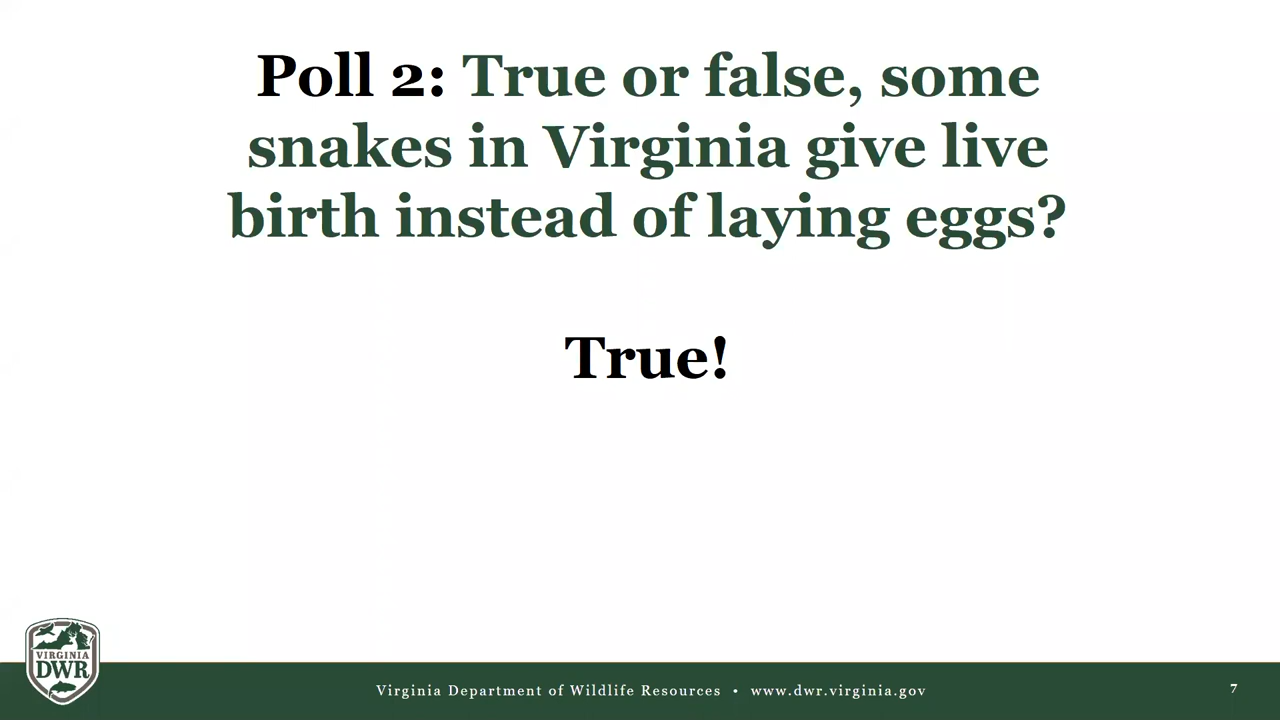 Poll 2: True or false, some
snakes in Virginia give live
birth instead of laying eggs?
True!
VIRGINIA
DWR
Virginia Department of Wildlife Resources • www.dwr.virginia.gov
7